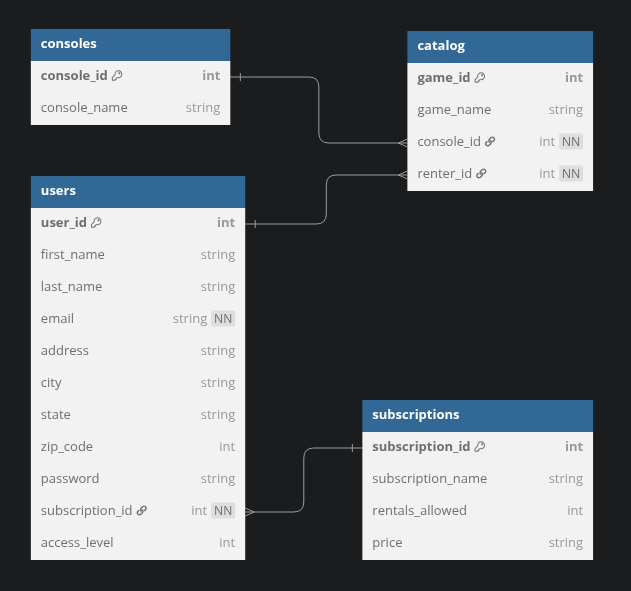 consoles
console_id int
console_name string
catalog
game_id int
game_name string
console_id int NN
renter_id int NN
users
user_id int
first_name string
last_name string
email string NN
address string
city string
state string
zip_code int
password string
subscription_id int NN
access_level int
subscriptions
subscription_id int
subscription_name string
rentals_allowed int
price string